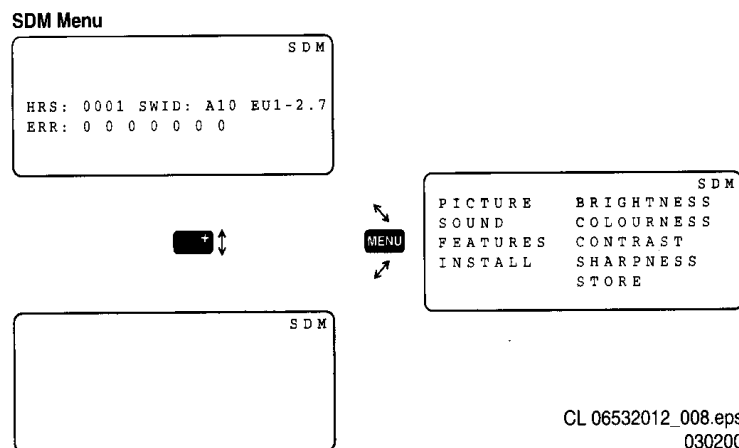 SDM Menu
SDM
HRS: 0001 SWID: A10 EU1-2.7
ERR: 0 0 0 0 0 0 0
+
MENU
SDM
PICTURE BRIGHTNESS
SOUND COLOURNESS
FEATURES CONTRAST
INSTALL SHARPNESS
STORE
SDM
CL 06532012_008.eps
030200